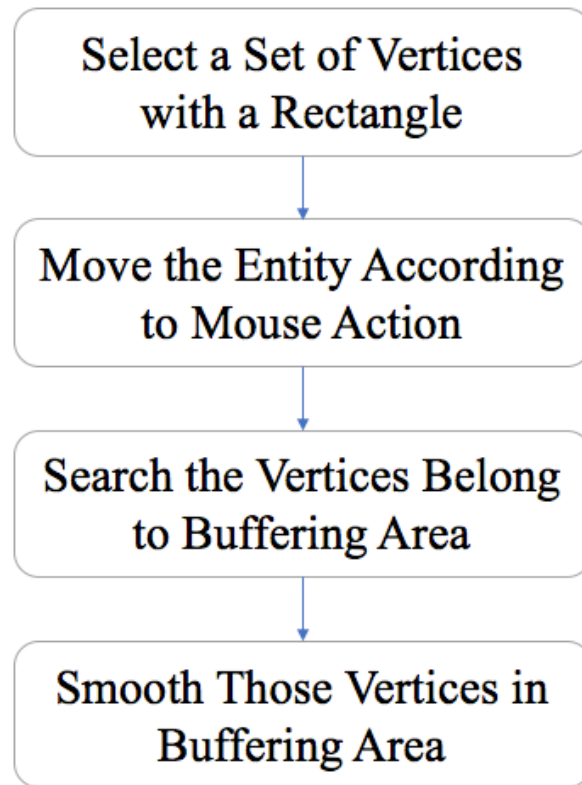 Select a Set of Vertices
with a Rectangle
Move the Entity According
to Mouse Action
Search the Vertices Belong
to Buffering Area
Smooth Those Vertices in
Buffering Area